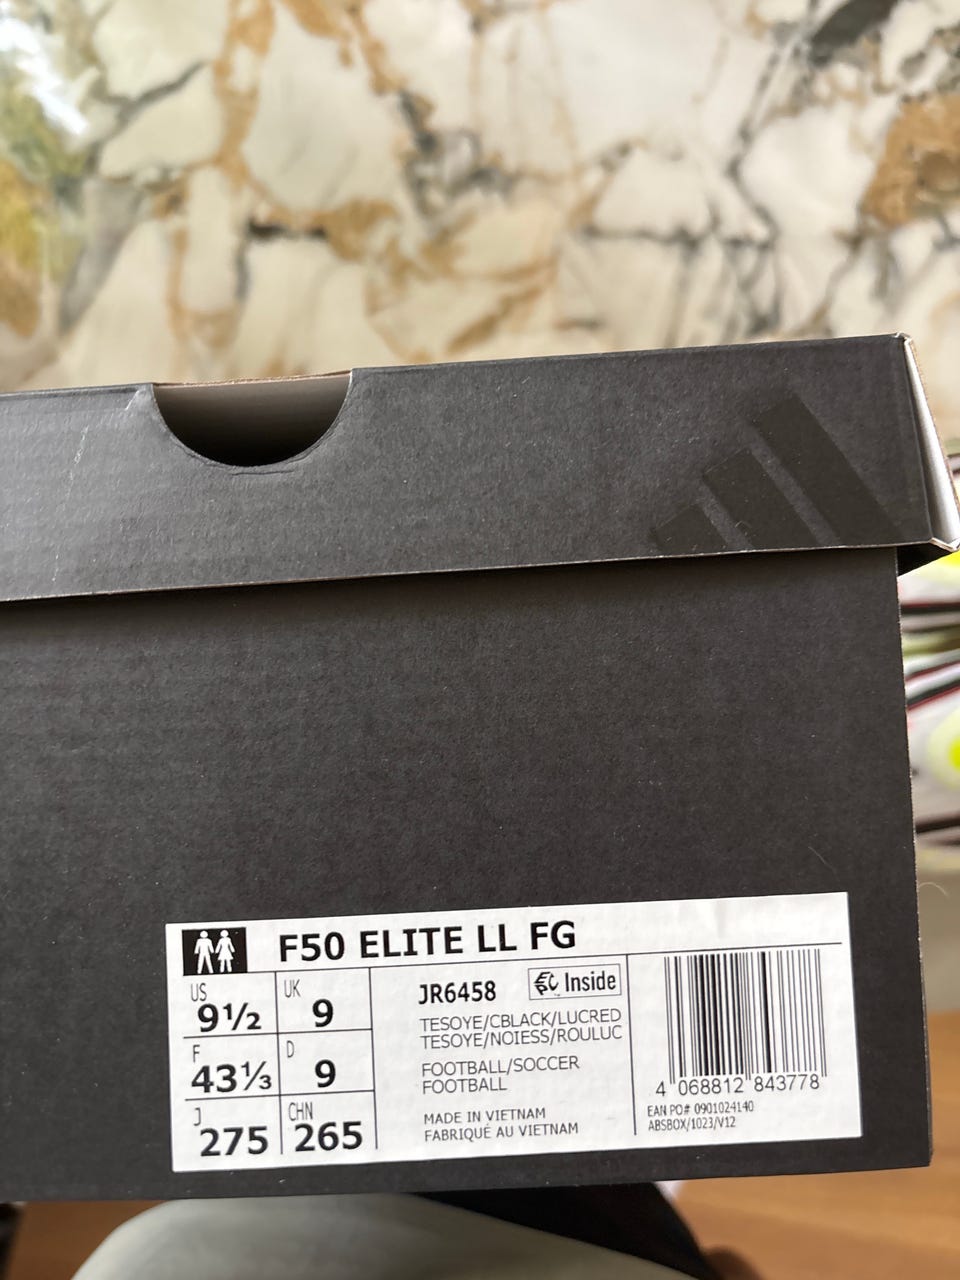 F50 ELITE LL FG
US
9½
UK
9
F
43⅓
D
9
J
275
CHN
265
JR6458
Inside
TESOYE/CBLACK/LUCRED
TESOYE/NOIESS/ROULUC
FOOTBALL/SOCCER
FOOTBALL
MADE IN VIETNAM
FABRIQUÉ AU VIETNAM
4 068812 843778
EAN PO# 0901024140
ABSBOX/1023/V12